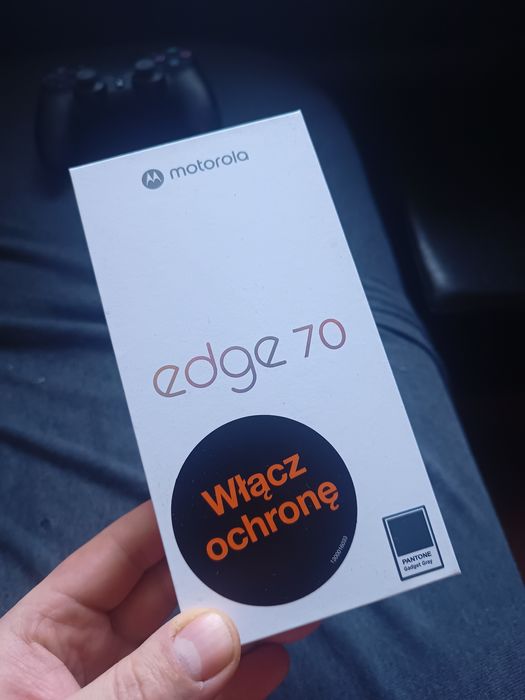 motorola
edge 70
Włącz
ochronę
PANTONE
Gadget Gray